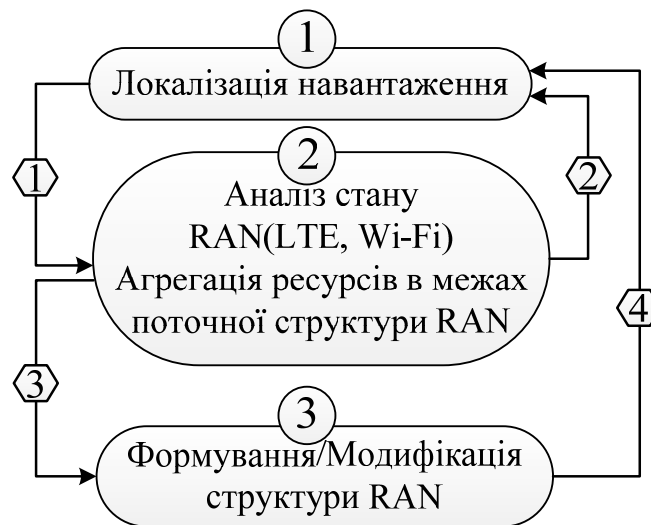 1
Локалізація навантаження
1
2
2
Аналіз стану
RAN(LTE, Wi-Fi)
Агрегація ресурсів в межах
поточної структури RAN
3
4
3
Формування/Модифікація
структури RAN